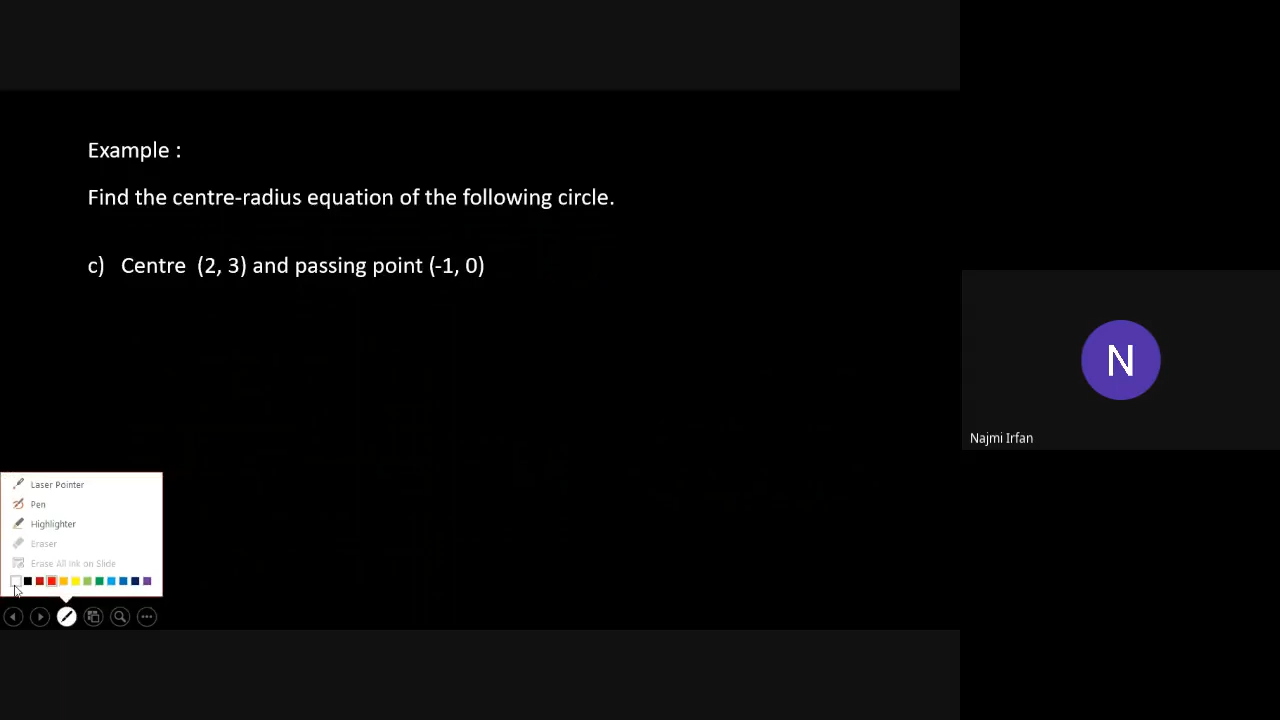 Example :
Find the centre-radius equation of the following circle.
c) Centre (2, 3) and passing point (-1, 0)
N
Najmi Irfan
Laser Pointer
Pen
Highlighter
Eraser
Erase All Ink on Slide